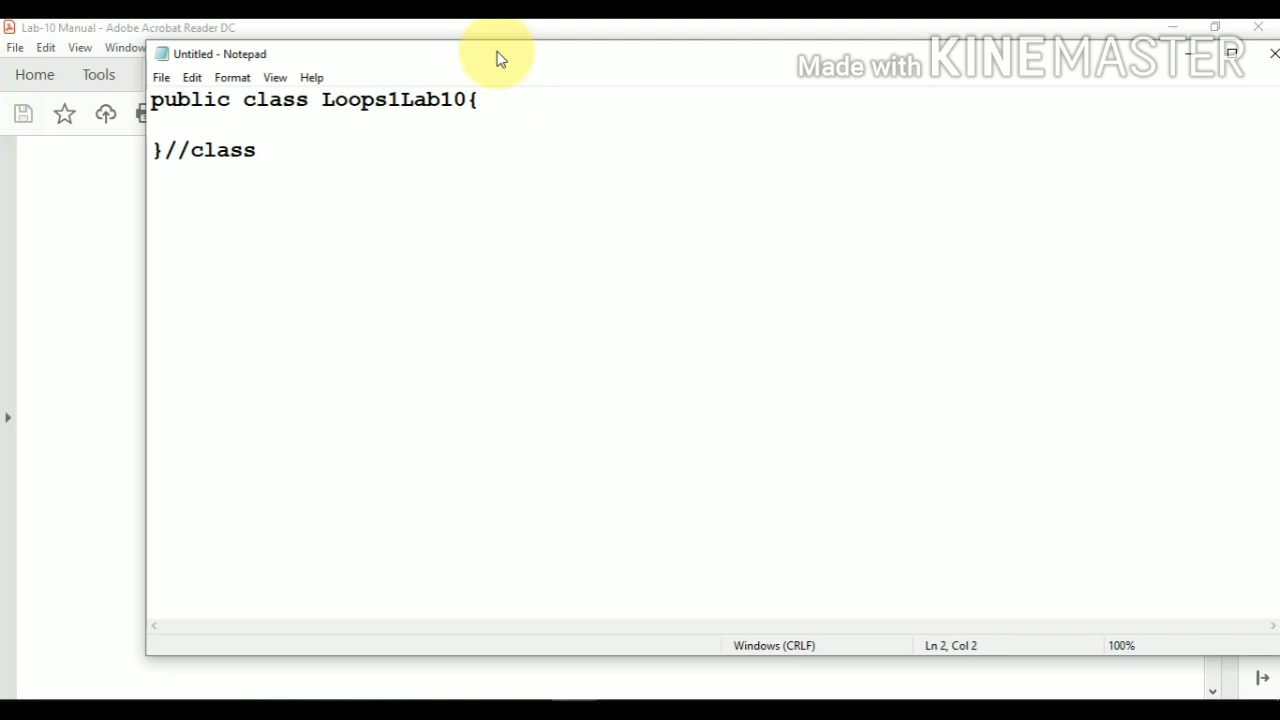 Lab-10 Manual - Adobe Acrobat Reader DC
File Edit View Window
Home Tools
Untitled - Notepad
Made with KINEMASTER
File Edit Format View Help
public class Loops1Lab10{
}//class
Windows (CRLF) Ln 2, Col 2 100%